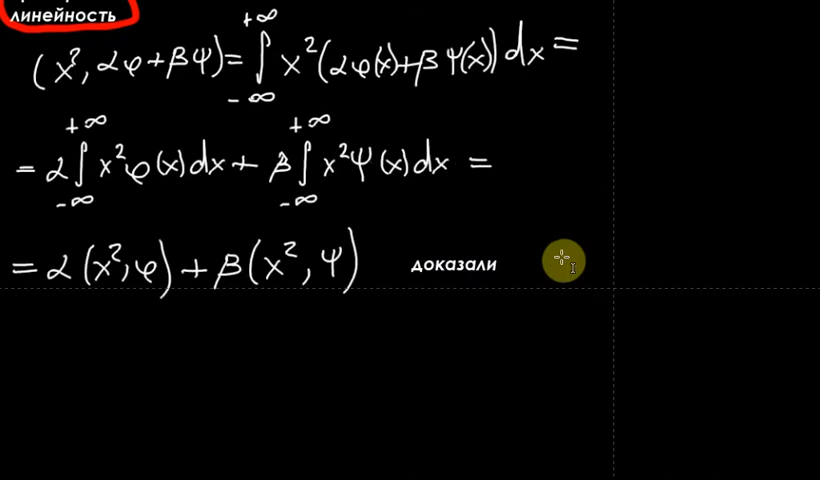 линейность
(x², αφ+βψ)=∫₋∞⁺∞ x²(αφ(x)+βψ(x))dx =
= α∫₋∞⁺∞ x²φ(x)dx + β∫₋∞⁺∞ x²ψ(x)dx =
= α(x²,φ)+β(x²,ψ) доказали